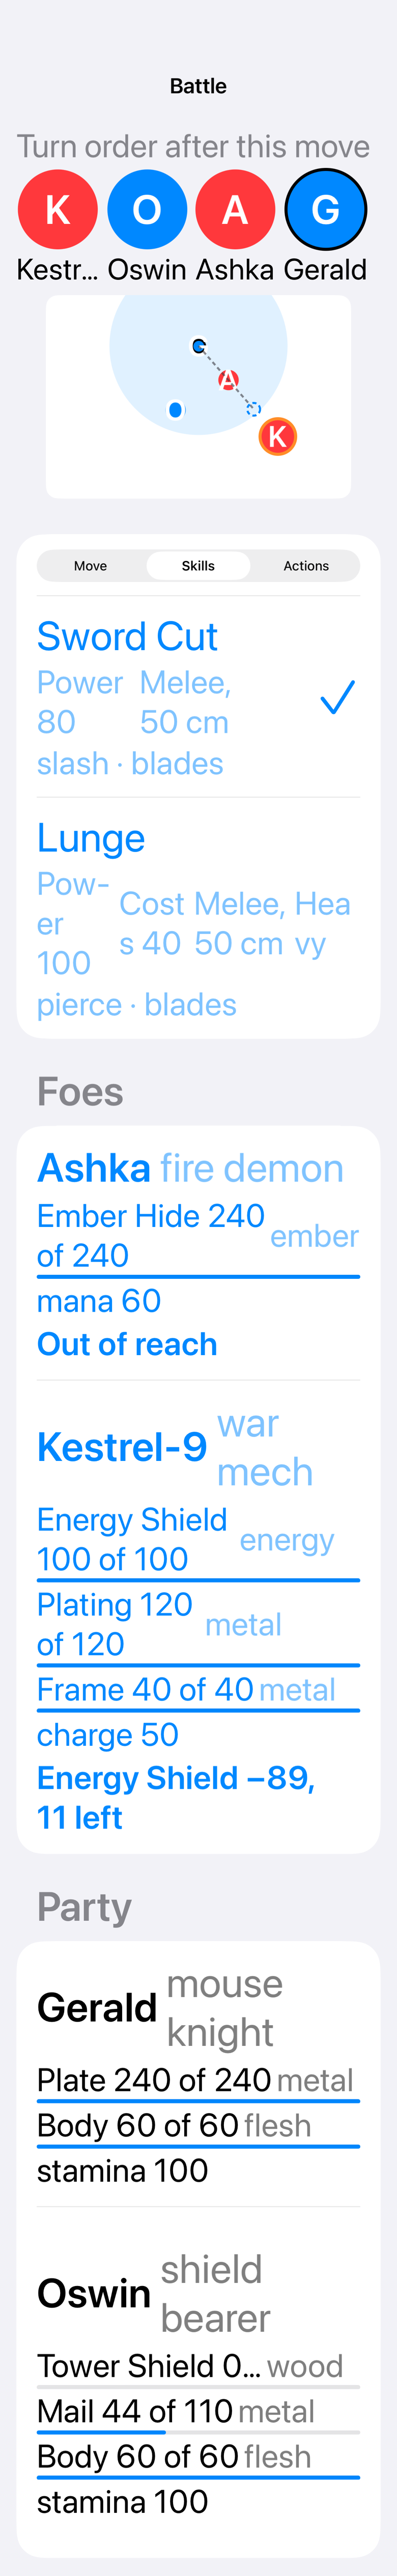 Battle
Turn order after this move
K O A G
Kestr... Oswin Ashka Gerald
G
A
O
K
Move Skills Actions
Sword Cut
Power 80 Melee, 50 cm
slash · blades
Lunge
Pow-
er
100
Cost
s 40
Melee,
50 cm
Hea
vy
pierce · blades
Foes
Ashka fire demon
Ember Hide 240
of 240
ember
mana 60
Out of reach
Kestrel-9
war
mech
Energy Shield
100 of 100
energy
Plating 120
of 120
metal
Frame 40 of 40 metal
charge 50
Energy Shield −89,
11 left
Party
Gerald
mouse
knight
Plate 240 of 240 metal
Body 60 of 60 flesh
stamina 100
Oswin
shield
bearer
Tower Shield 0... wood
Mail 44 of 110 metal
Body 60 of 60 flesh
stamina 100